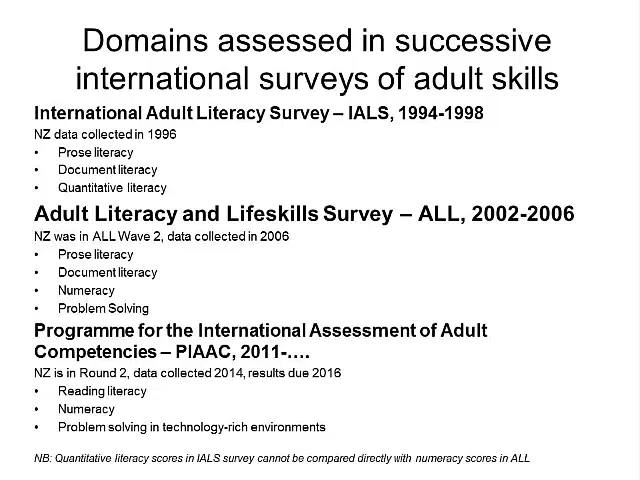 Domains assessed in successive
international surveys of adult skills
International Adult Literacy Survey – IALS, 1994-1998
NZ data collected in 1996
• Prose literacy
• Document literacy
• Quantitative literacy
Adult Literacy and Lifeskills Survey – ALL, 2002-2006
NZ was in ALL Wave 2, data collected in 2006
• Prose literacy
• Document literacy
• Numeracy
• Problem Solving
Programme for the International Assessment of Adult
Competencies – PIAAC, 2011-….
NZ is in Round 2, data collected 2014, results due 2016
• Reading literacy
• Numeracy
• Problem solving in technology-rich environments
NB: Quantitative literacy scores in IALS survey cannot be compared directly with numeracy scores in ALL